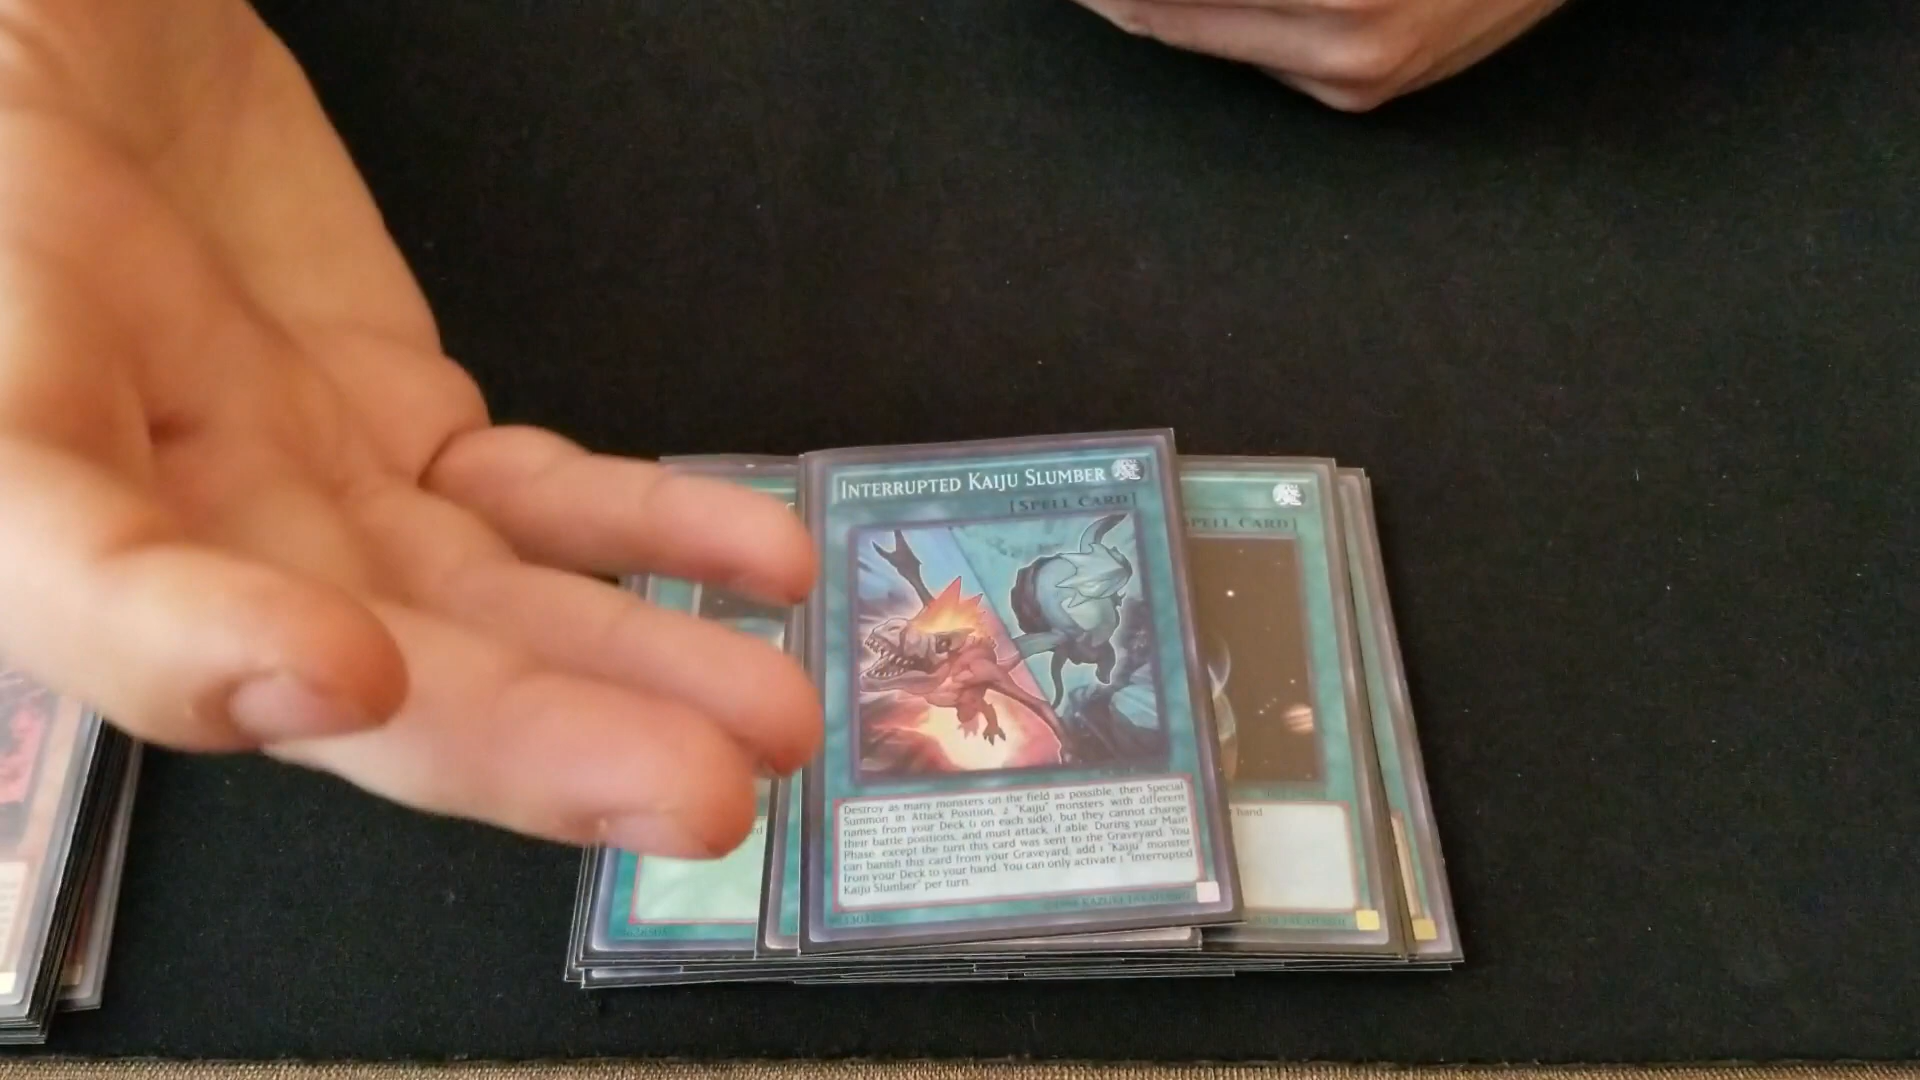 INTERRUPTED KAIJU SLUMBER
[SPELL CARD]
SPELL CARD]
Destroy as many monsters on the field as possible, then Special
Summon in Attack Position, 2 "Kaiju" monsters with different
names from your Deck (1 on each side), but they cannot change
their battle positions, and must attack, if able. During your Main
Phase, except the turn this card was sent to the Graveyard: you
can banish this card from your Graveyard; add 1 "Kaiju" monster
from your Deck to your hand. You can only activate 1 "Interrupted
Kaiju Slumber" per turn.
hand